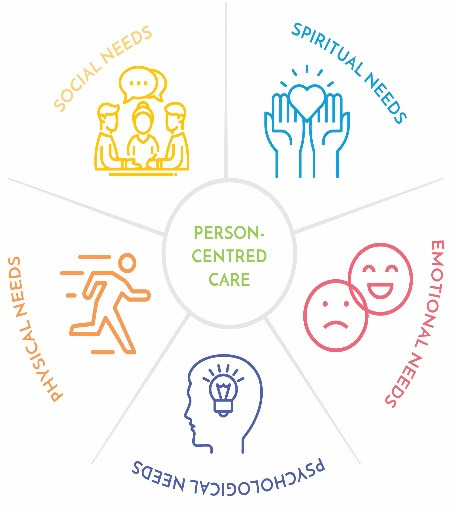 SOCIAL NEEDS
SPIRITUAL NEEDS
PERSON-
CENTRED
CARE
EMOTIONAL NEEDS
PHYSICAL NEEDS
PSYCHOLOGICAL NEEDS